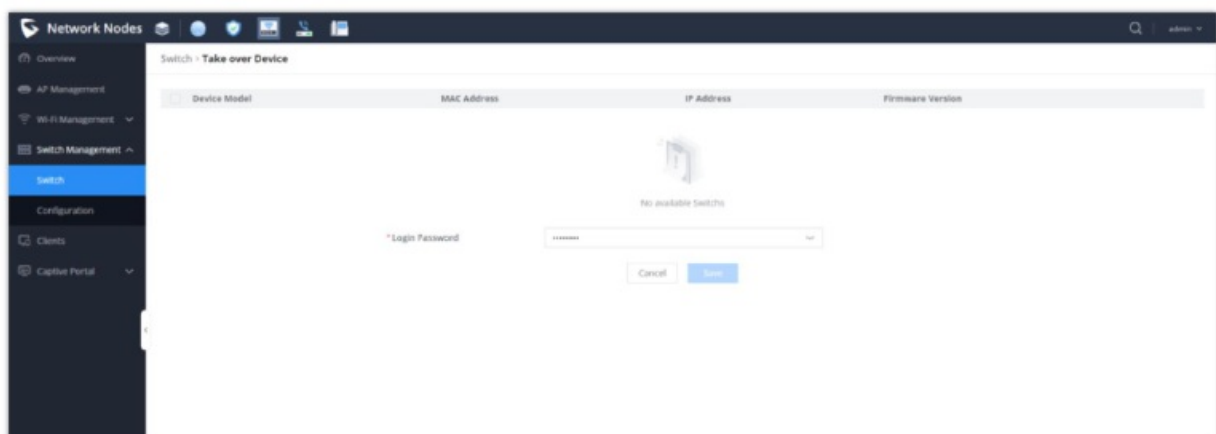 Network Nodes
admin
Overview
Switch › Take over Device
AP Management
Device Model MAC Address IP Address Firmware Version
Wi-Fi Management
Switch Management
Switch
No available Switchs
Configuration
Clients
*Login Password ·········
Captive Portal
Cancel Save